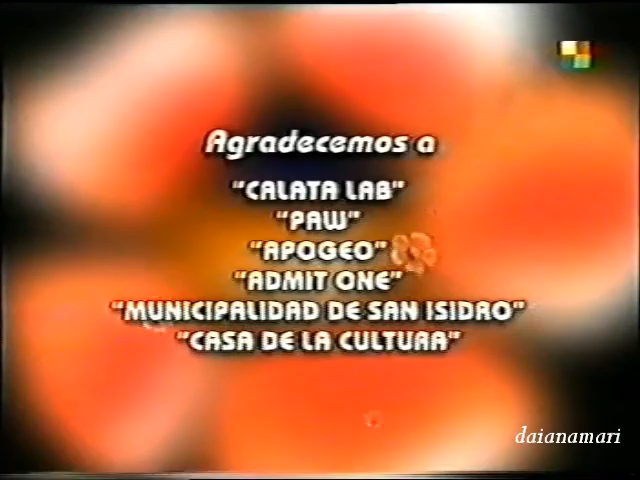 Agradecemos a
"CALATA LAB"
"PAW"
"APOGEO"
"ADMIT ONE"
"MUNICIPALIDAD DE SAN ISIDRO"
"CASA DE LA CULTURA"
daianamari